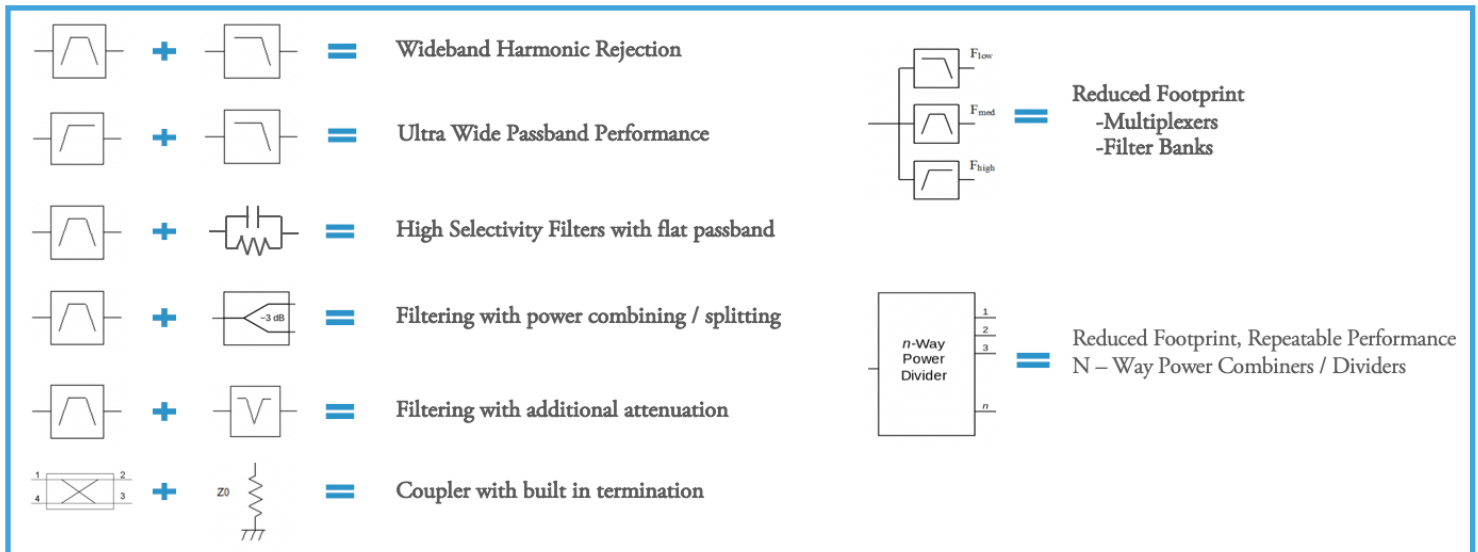 Wideband Harmonic Rejection
Ultra Wide Passband Performance
High Selectivity Filters with flat passband
−3 dB
Filtering with power combining / splitting
Filtering with additional attenuation
1 2
4 3
Z0
Coupler with built in termination
Flow
Fmed
Fhigh
Reduced Footprint
-Multiplexers
-Filter Banks
n-Way
Power
Divider
1
2
3
n
Reduced Footprint, Repeatable Performance
N – Way Power Combiners / Dividers